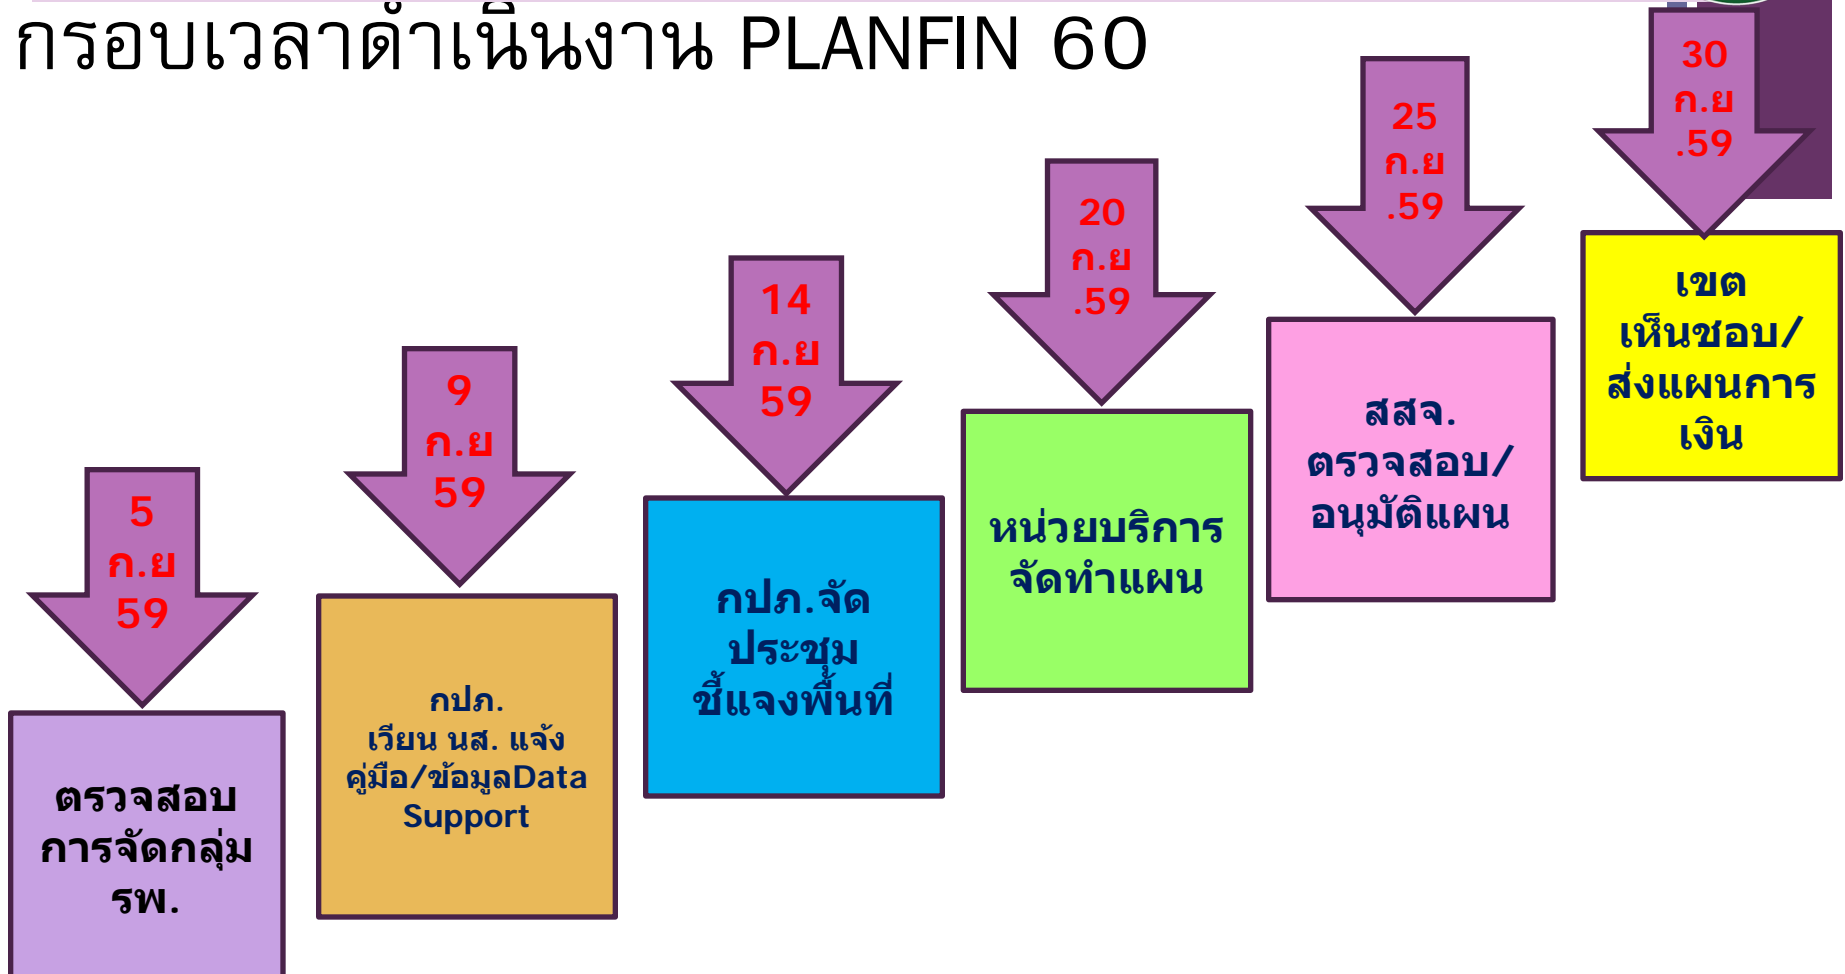 กรอบเวลาดำเนินงาน PLANFIN 60
5
ก.ย
59
ตรวจสอบ
การจัดกลุ่ม
รพ.
9
ก.ย
59
กปภ.
เวียน นส. แจ้ง
คู่มือ/ข้อมูลData
Support
14
ก.ย
59
กปภ.จัด
ประชุม
ชี้แจงพื้นที่
20
ก.ย
.59
หน่วยบริการ
จัดทำแผน
25
ก.ย
.59
สสจ.
ตรวจสอบ/
อนุมัติแผน
30
ก.ย
.59
เขต
เห็นชอบ/
ส่งแผนการ
เงิน